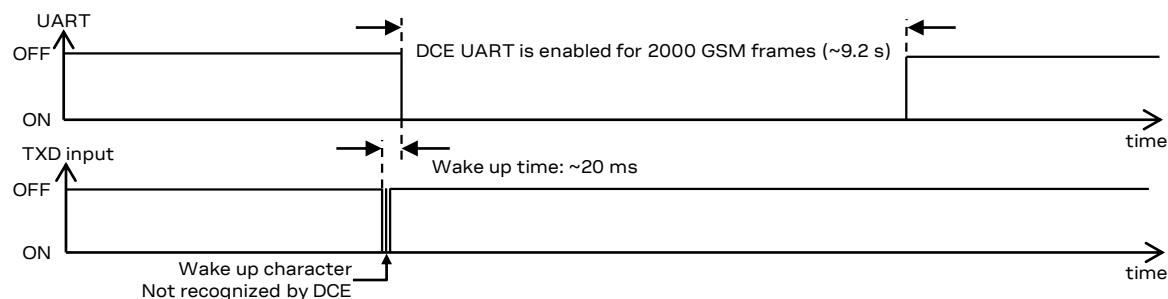 UART
OFF
DCE UART is enabled for 2000 GSM frames (~9.2 s)
ON
time
TXD input
Wake up time: ~20 ms
OFF
ON
time
Wake up character
Not recognized by DCE